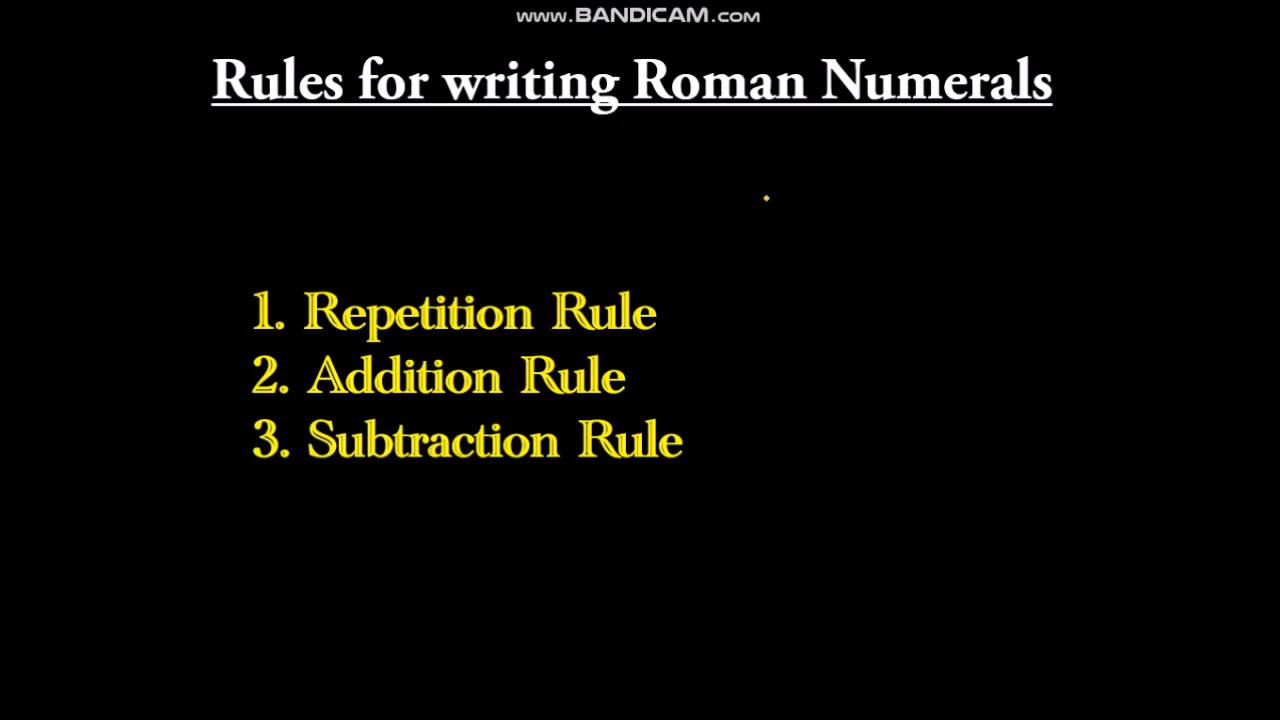 www.BANDICAM.com
Rules for writing Roman Numerals
1. Repetition Rule
2. Addition Rule
3. Subtraction Rule